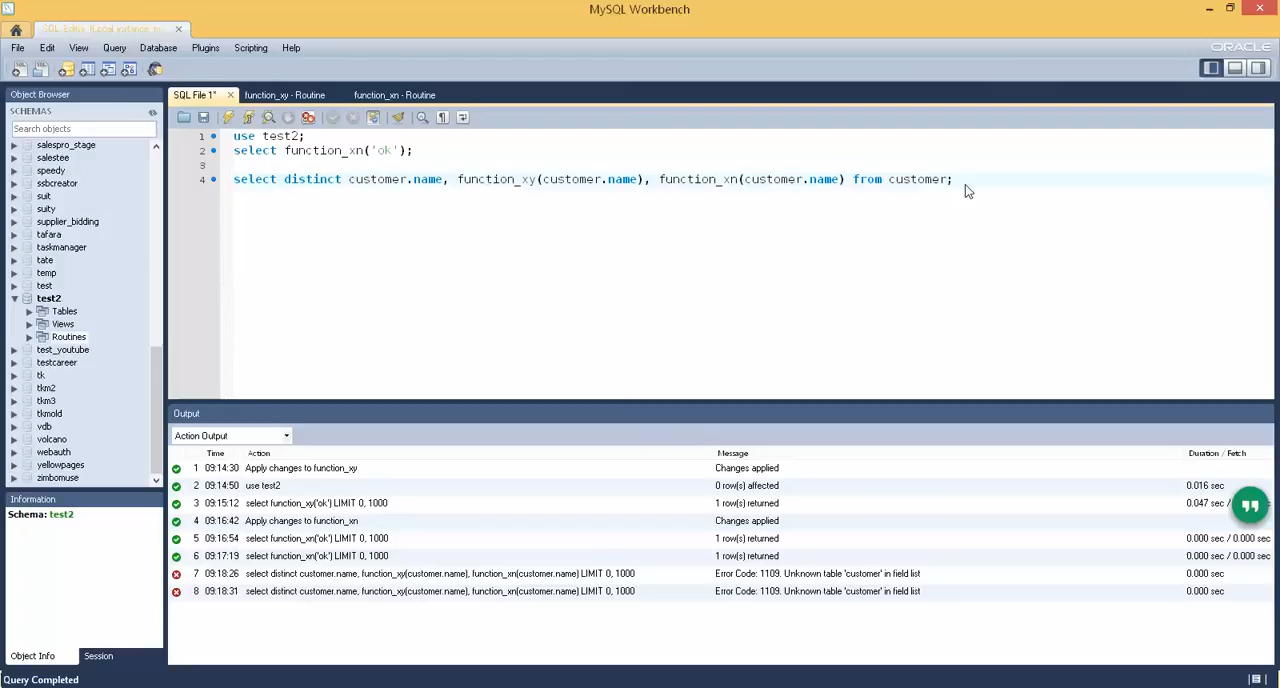 MySQL Workbench
SQL Editor (Local instance m...
File Edit View Query Database Plugins Scripting Help
ORACLE
Object Browser
SCHEMAS
Search objects
salespro_stage
salestee
speedy
ssbcreator
suit
suity
supplier_bidding
tafara
taskmanager
tate
temp
test
test2
Tables
Views
Routines
test_youtube
testcareer
tk
tkm2
tkm3
tkmold
vdb
volcano
webauth
yellowpages
zimbomuse
Information
Schema: test2
Object Info Session
SQL File 1* function_xy - Routine function_xn - Routine
1 use test2;
2 select function_xn('ok');
3
4 select distinct customer.name, function_xy(customer.name), function_xn(customer.name) from customer;
Output
Action Output
Time Action Message Duration / Fetch
1 09:14:30 Apply changes to function_xy Changes applied
2 09:14:50 use test2 0 row(s) affected 0.016 sec
3 09:15:12 select function_xy('ok') LIMIT 0, 1000 1 row(s) returned 0.047 sec /
4 09:16:42 Apply changes to function_xn Changes applied
5 09:16:54 select function_xn('ok') LIMIT 0, 1000 1 row(s) returned 0.000 sec / 0.000 sec
6 09:17:19 select function_xn('ok') LIMIT 0, 1000 1 row(s) returned 0.000 sec / 0.000 sec
7 09:18:26 select distinct customer.name, function_xy(customer.name), function_xn(customer.name) LIMIT 0, 1000 Error Code: 1109. Unknown table 'customer' in field list 0.000 sec
8 09:18:31 select distinct customer.name, function_xy(customer.name), function_xn(customer.name) LIMIT 0, 1000 Error Code: 1109. Unknown table 'customer' in field list 0.000 sec
Query Completed